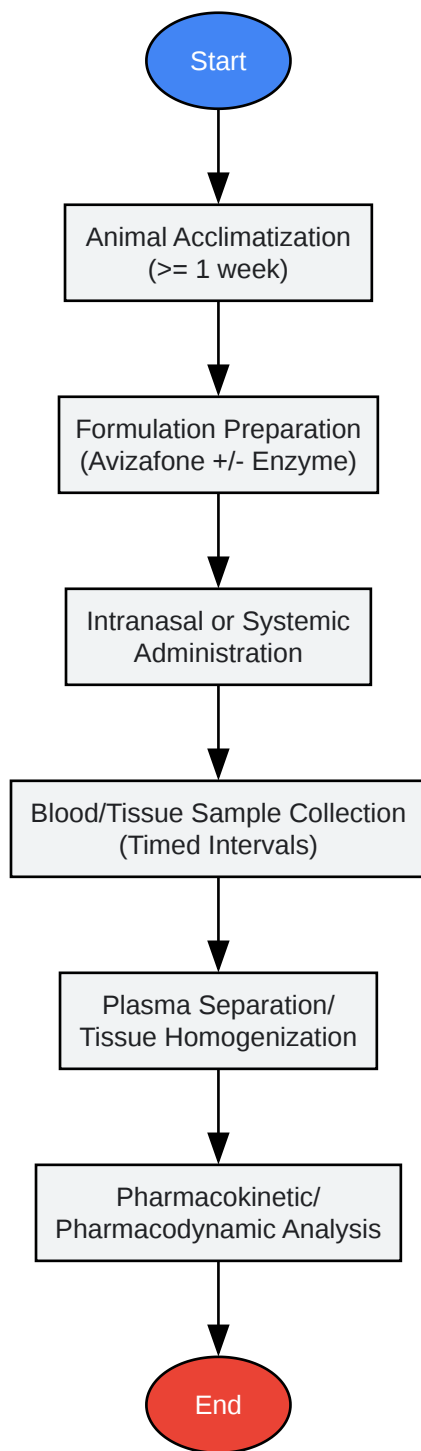 Start
Animal Acclimatization
(>= 1 week)
Formulation Preparation
(Avizafone +/- Enzyme)
Intranasal or Systemic
Administration
Blood/Tissue Sample Collection
(Timed Intervals)
Plasma Separation/
Tissue Homogenization
Pharmacokinetic/
Pharmacodynamic Analysis
End